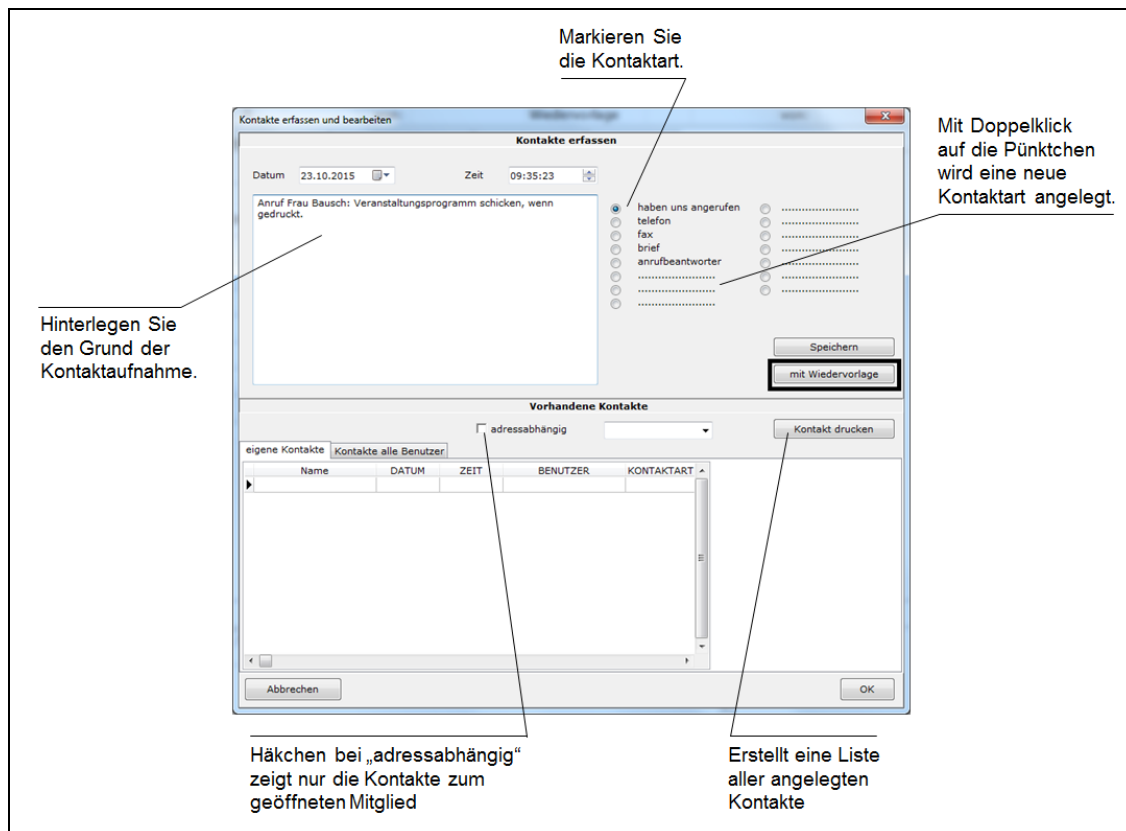 Markieren Sie
die Kontaktart.
Mit Doppelklick
auf die Pünktchen
wird eine neue
Kontaktart angelegt.
Kontakte erfassen und bearbeiten
Kontakte erfassen
Datum 23.10.2015 Zeit 09:35:23
Anruf Frau Bausch: Veranstaltungsprogramm schicken, wenn
gedruckt.
haben uns angerufen ........................
telefon ........................
fax ........................
brief ........................
anrufbeantworter ........................
........................ ........................
........................ ........................
........................
Hinterlegen Sie
den Grund der
Kontaktaufnahme.
Speichern
mit Wiedervorlage
Vorhandene Kontakte
adressabhängig
Kontakt drucken
eigene Kontakte Kontakte alle Benutzer
Name DATUM ZEIT BENUTZER KONTAKTART
Abbrechen OK
Häkchen bei „adressabhängig“
zeigt nur die Kontakte zum
geöffneten Mitglied
Erstellt eine Liste
aller angelegten
Kontakte